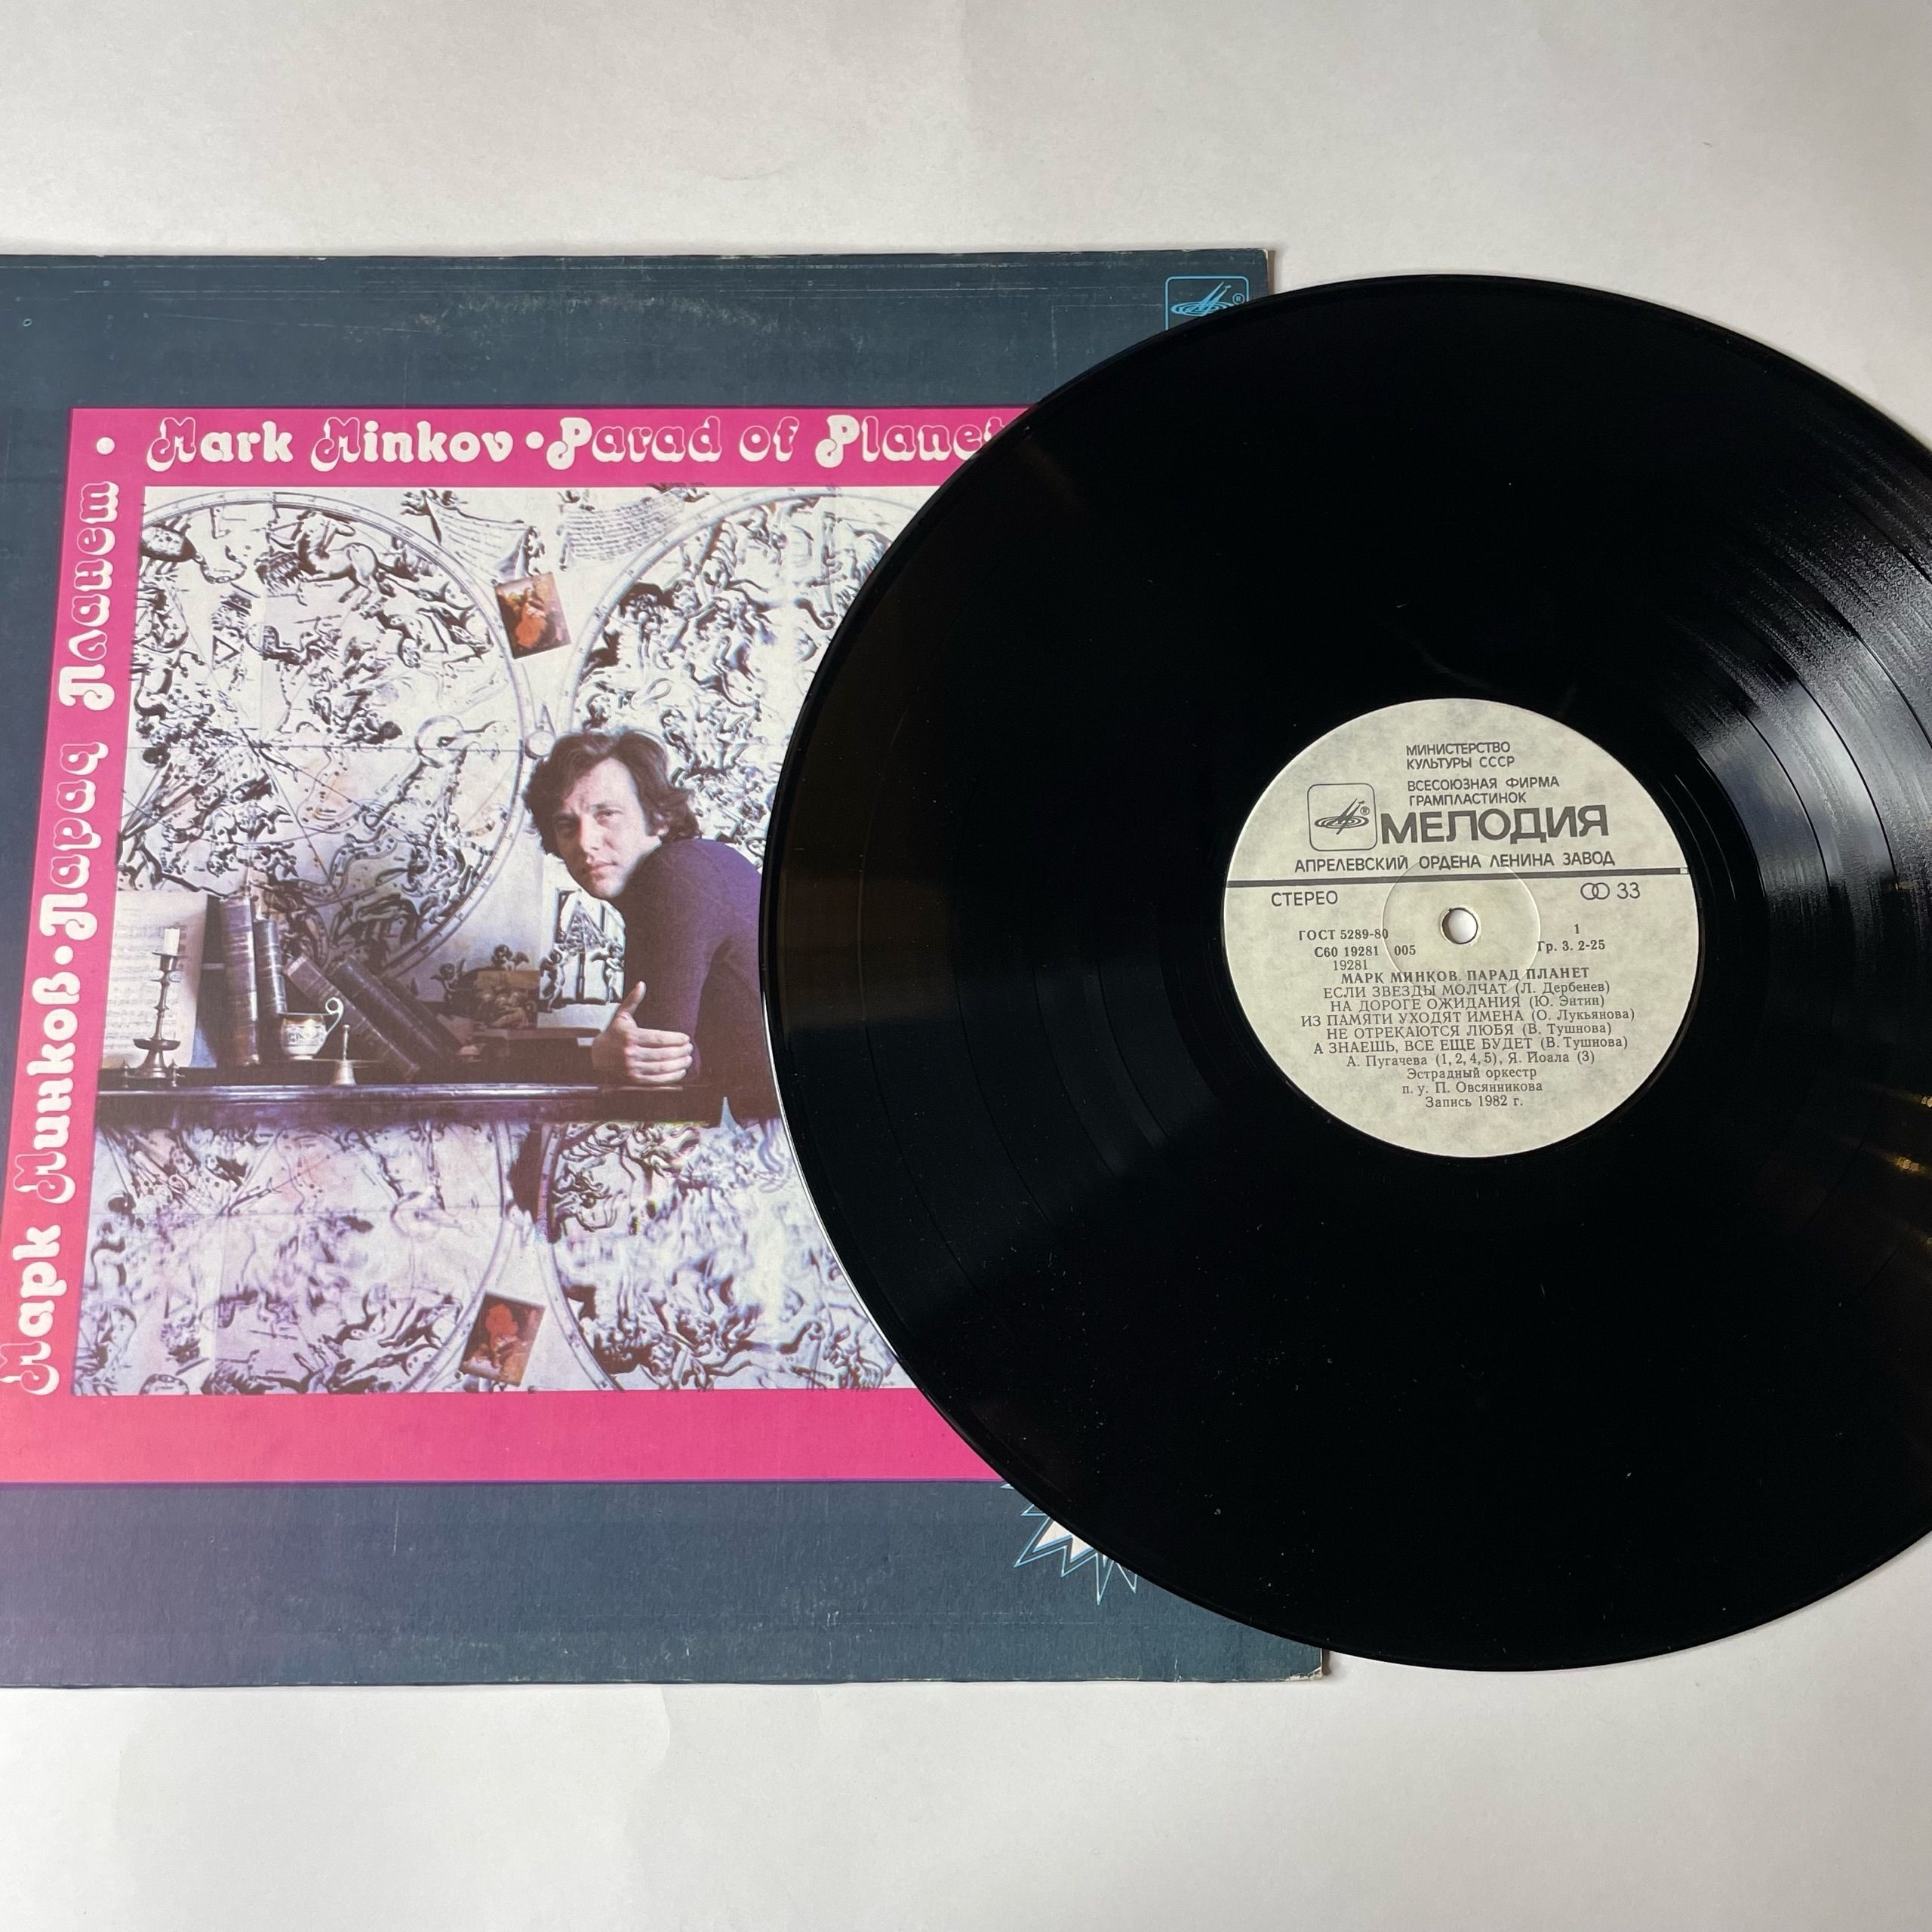 Mark Minkov • Parad of Planet
Марк Минков • Парад Планет
МИНИСТЕРСТВО
КУЛЬТУРЫ СССР
ВСЕСОЮЗНАЯ ФИРМА
ГРАМПЛАСТИНОК
МЕЛОДИЯ
АПРЕЛЕВСКИЙ ОРДЕНА ЛЕНИНА ЗАВОД
СТЕРЕО 33
ГОСТ 5289-80 1
С60 19281 005 Гр. 3. 2-25
19281
МАРК МИНКОВ. ПАРАД ПЛАНЕТ
ЕСЛИ ЗВЕЗДЫ МОЛЧАТ (Л. Дербенев)
НА ДОРОГЕ ОЖИДАНИЯ (Ю. Энтин)
ИЗ ПАМЯТИ УХОДЯТ ИМЕНА (О. Лукьянова)
НЕ ОТРЕКАЮТСЯ ЛЮБЯ (В. Тушнова)
А ЗНАЕШЬ, ВСЕ ЕЩЕ БУДЕТ (В. Тушнова)
А. Пугачева (1, 2, 4, 5), Я. Йоала (3)
Эстрадный оркестр
п. у. П. Овсянникова
Запись 1982 г.